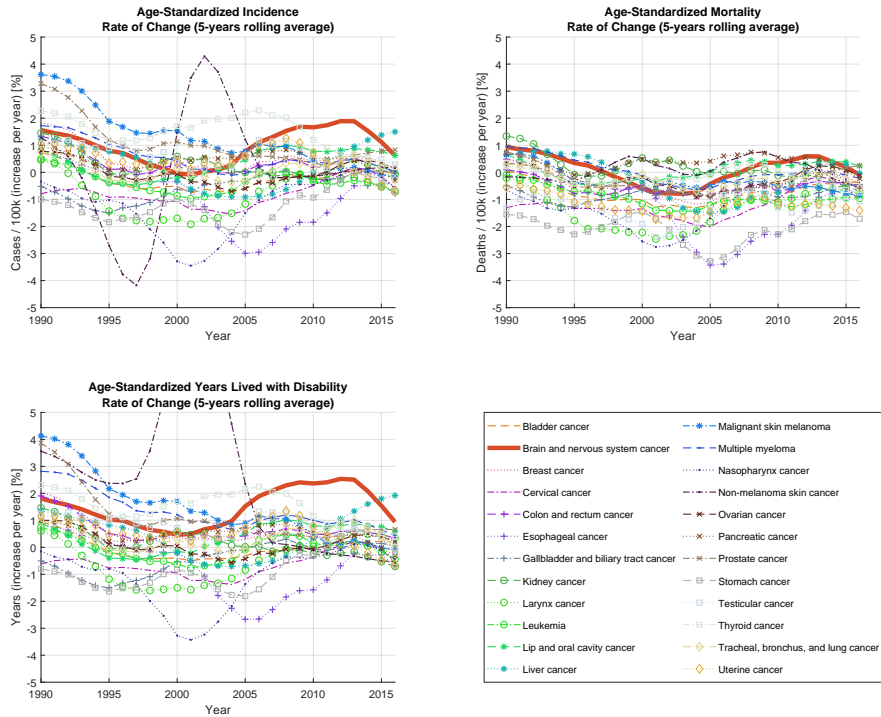 Age-Standardized Incidence
Rate of Change (5-years rolling average)
5
4
3
2
1
0
-1
-2
-3
-4
-5
Cases / 100k (increase per year) [%]
1990 1995 2000 2005 2010 2015
Year
Age-Standardized Mortality
Rate of Change (5-years rolling average)
5
4
3
2
1
0
-1
-2
-3
-4
-5
Deaths / 100k (increase per year) [%]
1990 1995 2000 2005 2010 2015
Year
Age-Standardized Years Lived with Disability
Rate of Change (5-years rolling average)
5
4
3
2
1
0
-1
-2
-3
-4
-5
Years (increase per year) [%]
1990 1995 2000 2005 2010 2015
Year
Bladder cancer
Brain and nervous system cancer
Breast cancer
Cervical cancer
Colon and rectum cancer
Esophageal cancer
Gallbladder and biliary tract cancer
Kidney cancer
Larynx cancer
Leukemia
Lip and oral cavity cancer
Liver cancer
Malignant skin melanoma
Multiple myeloma
Nasopharynx cancer
Non-melanoma skin cancer
Ovarian cancer
Pancreatic cancer
Prostate cancer
Stomach cancer
Testicular cancer
Thyroid cancer
Tracheal, bronchus, and lung cancer
Uterine cancer